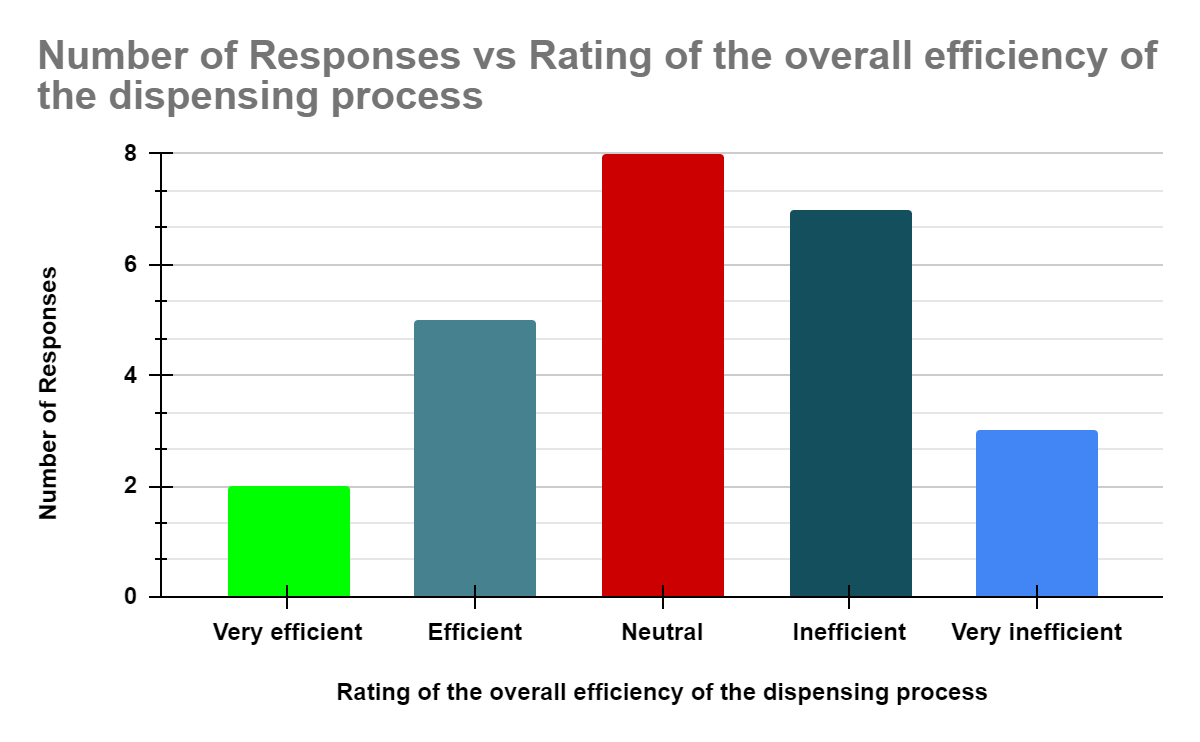 Number of Responses vs Rating of the overall efficiency of
the dispensing process
8
6
4
2
0
Number of Responses
Very efficient
Efficient
Neutral
Inefficient
Very inefficient
Rating of the overall efficiency of the dispensing process